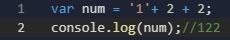 1 var num = '1'+ 2 + 2;
2 console.log(num);//122